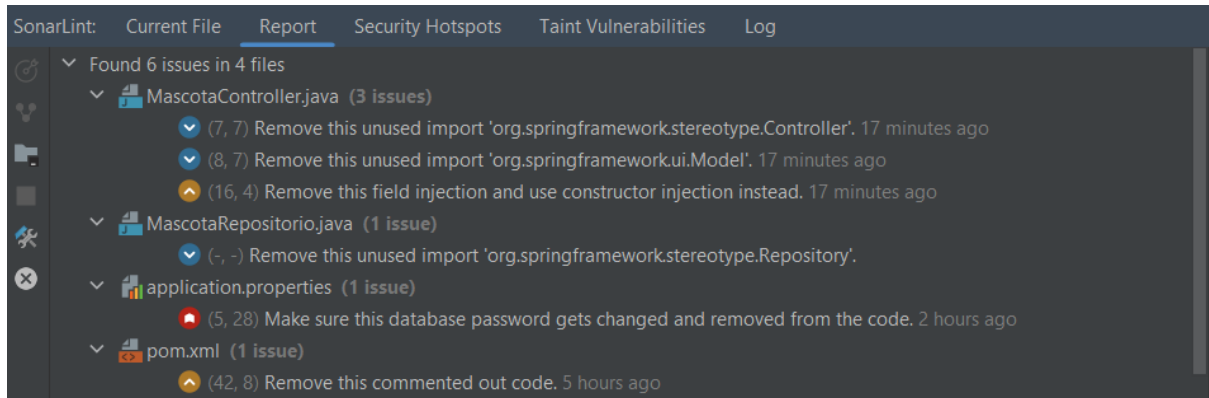 SonarLint: Current File Report Security Hotspots Taint Vulnerabilities Log
Found 6 issues in 4 files
MascotaController.java (3 issues)
(7, 7) Remove this unused import 'org.springframework.stereotype.Controller'. 17 minutes ago
(8, 7) Remove this unused import 'org.springframework.ui.Model'. 17 minutes ago
(16, 4) Remove this field injection and use constructor injection instead. 17 minutes ago
MascotaRepositorio.java (1 issue)
(-, -) Remove this unused import 'org.springframework.stereotype.Repository'.
application.properties (1 issue)
(5, 28) Make sure this database password gets changed and removed from the code. 2 hours ago
pom.xml (1 issue)
(42, 8) Remove this commented out code. 5 hours ago